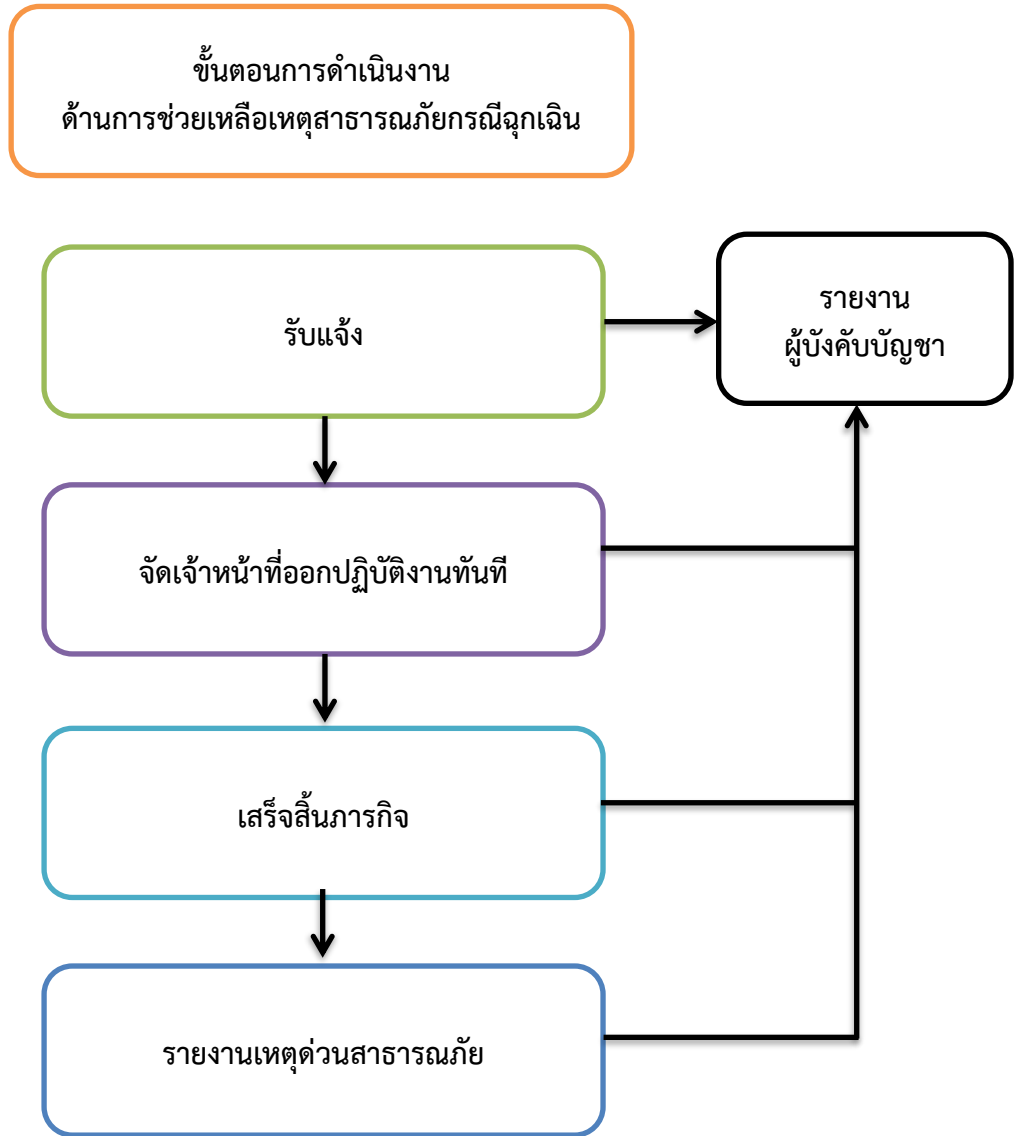 ขั้นตอนการดำเนินงาน
ด้านการช่วยเหลือเหตุสาธารณภัยกรณีฉุกเฉิน
รับแจ้ง
รายงาน
ผู้บังคับบัญชา
จัดเจ้าหน้าที่ออกปฏิบัติงานทันที
เสร็จสิ้นภารกิจ
รายงานเหตุด่วนสาธารณภัย